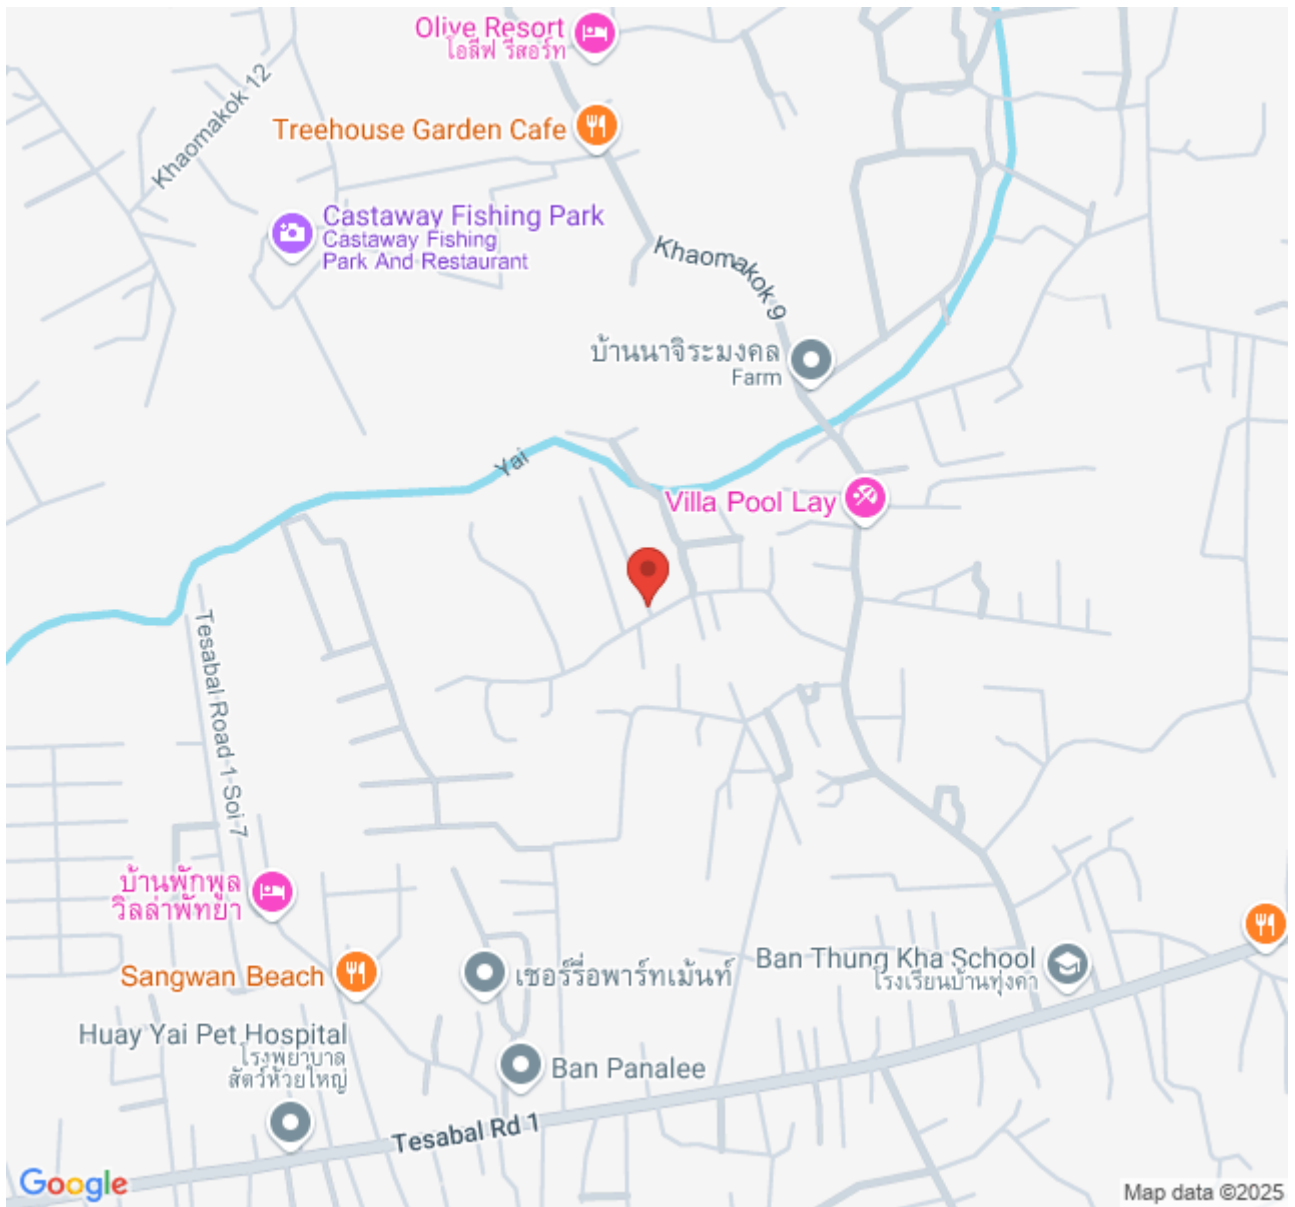 Olive Resort
โอลีฟ รีสอร์ท
Khaomakok 12
Treehouse Garden Cafe
Castaway Fishing Park
Castaway Fishing
Park And Restaurant
Khaomakok 9
บ้านนาจิระมงคล
Farm
Yai
Villa Pool Lay
Tesabal Road 1 Soi 7
บ้านพักพูล
วิลล่าพัทยา
Sangwan Beach
เชอร์รี่อพาร์ทเม้นท์
Ban Thung Kha School
โรงเรียนบ้านทุ่งคา
Huay Yai Pet Hospital
โรงพยาบาล
สัตว์ห้วยใหญ่
Ban Panalee
Tesabal Rd 1
Google
Map data ©2025